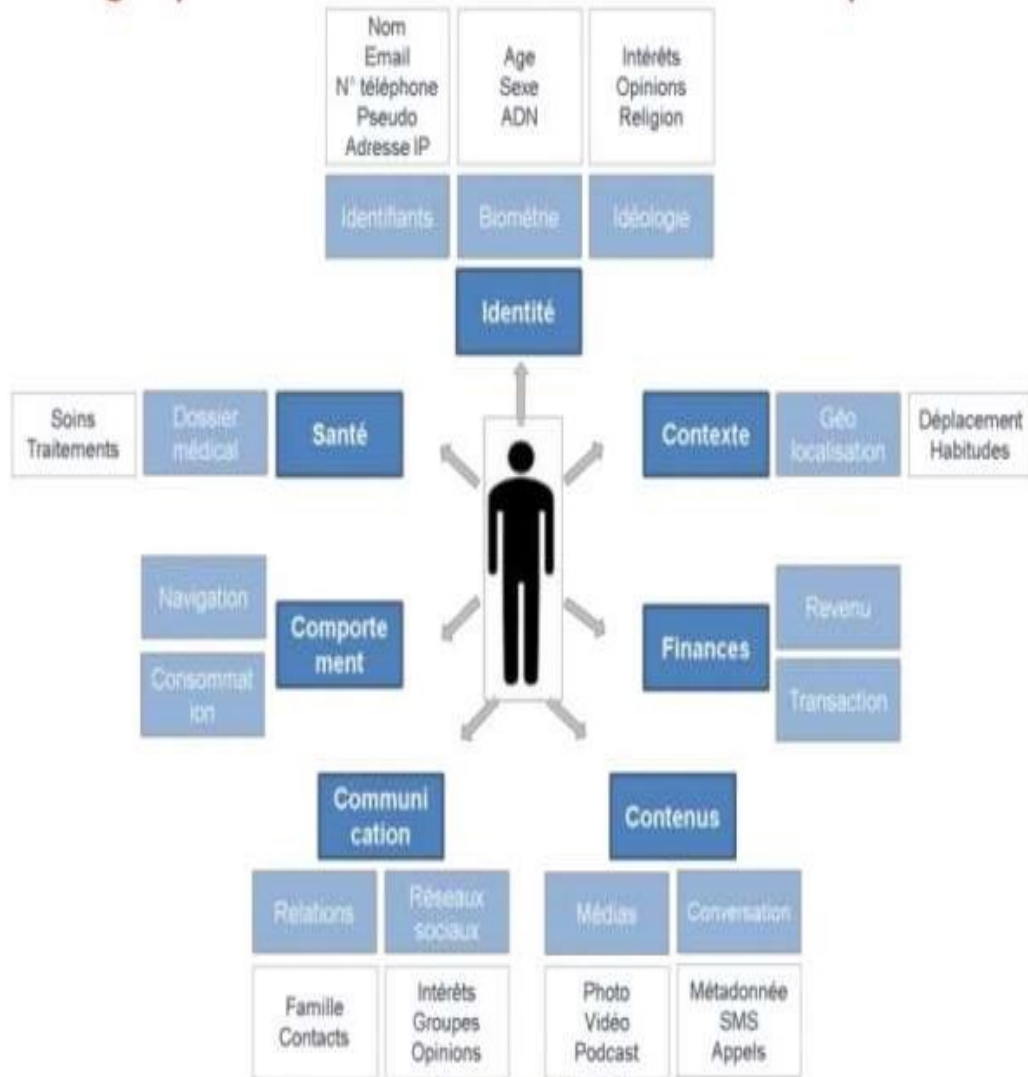 Nom
Email
N° téléphone
Pseudo
Adresse IP
Age
Sexe
ADN
Intérêts
Opinions
Religion
Identifiants
Biométrie
Idéologie
Identité
Soins
Traitements
Dossier
médical
Santé
Contexte
Géo
localisation
Déplacement
Habitudes
Navigation
Comporte
ment
Consommat
ion
Finances
Revenu
Transaction
Communi
cation
Contenus
Relations
Réseaux
sociaux
Médias
Conversation
Famille
Contacts
Intérêts
Groupes
Opinions
Photo
Vidéo
Podcast
Métadonnée
SMS
Appels